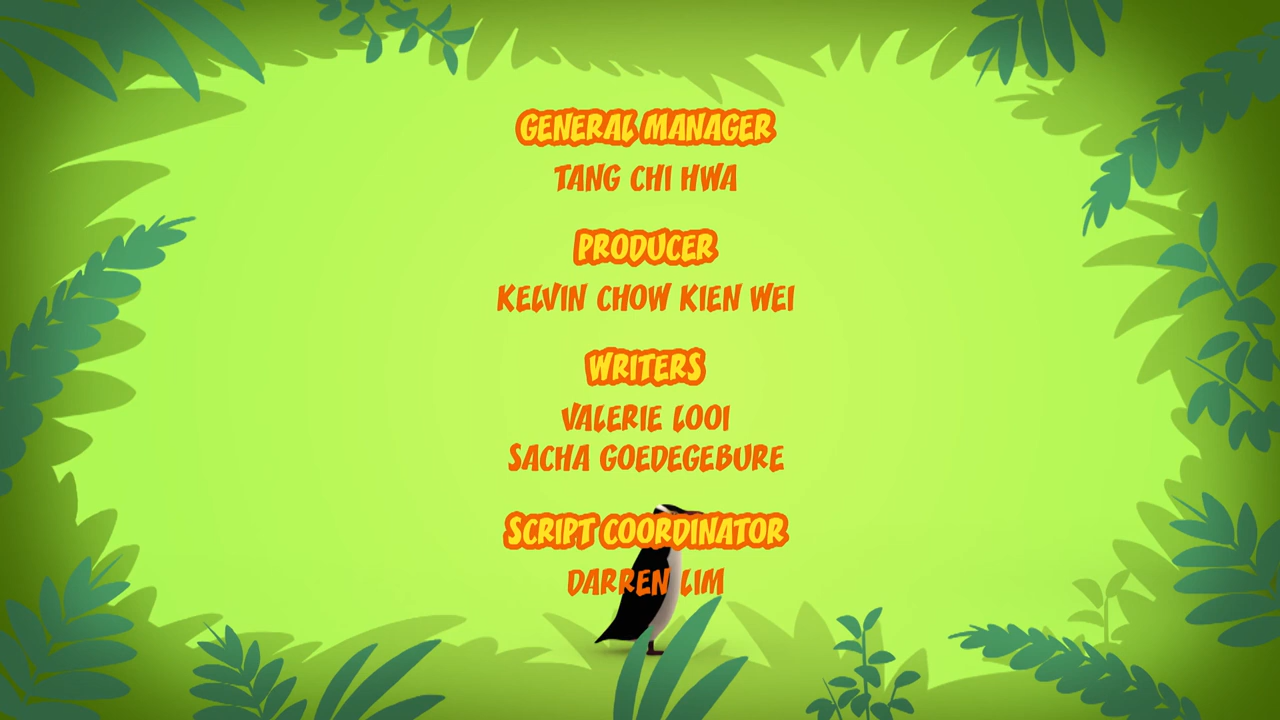 GENERAL MANAGER
TANG CHI HWA
PRODUCER
KELVIN CHOW KIEN WEI
WRITERS
VALERIE LOOI
SACHA GOEDEGEBURE
SCRIPT COORDINATOR
DARREN LIM